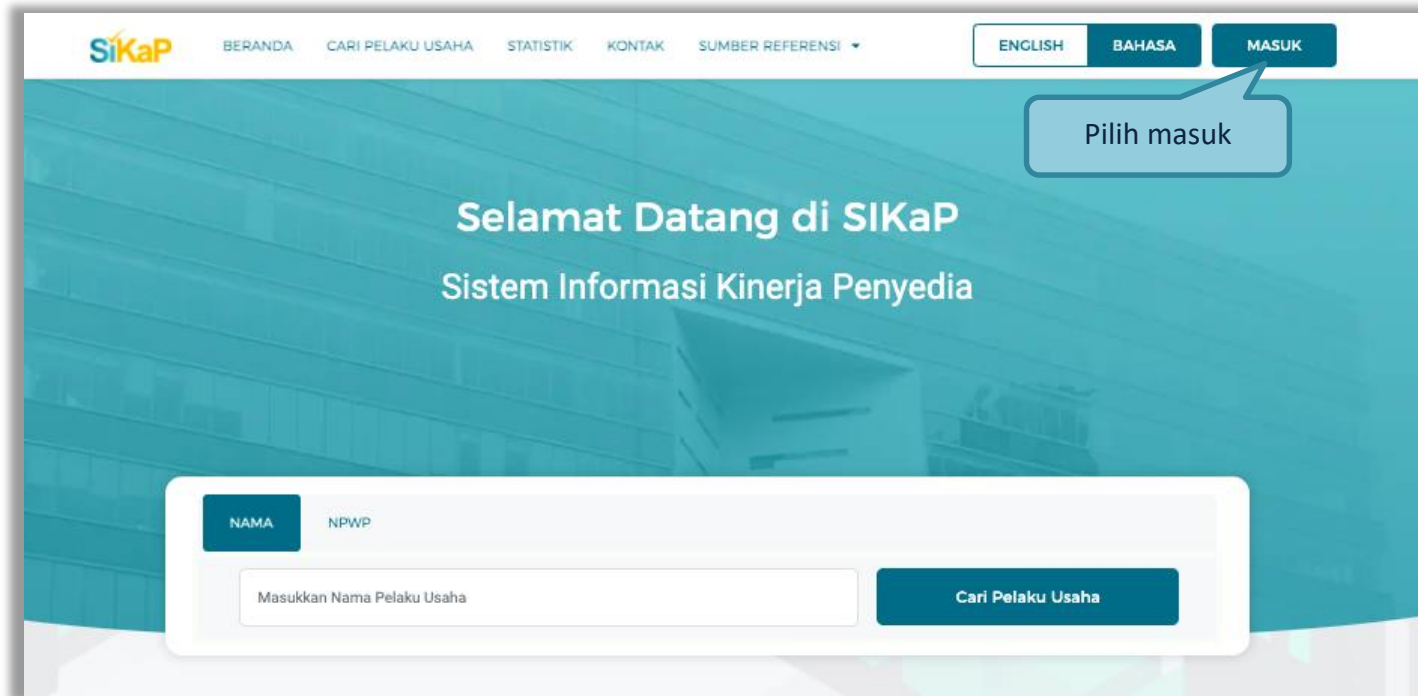 SiKaP BERANDA CARI PELAKU USAHA STATISTIK KONTAK SUMBER REFERENSI ENGLISH BAHASA MASUK
Pilih masuk
Selamat Datang di SIKaP
Sistem Informasi Kinerja Penyedia
NAMA NPWP
Masukkan Nama Pelaku Usaha Cari Pelaku Usaha